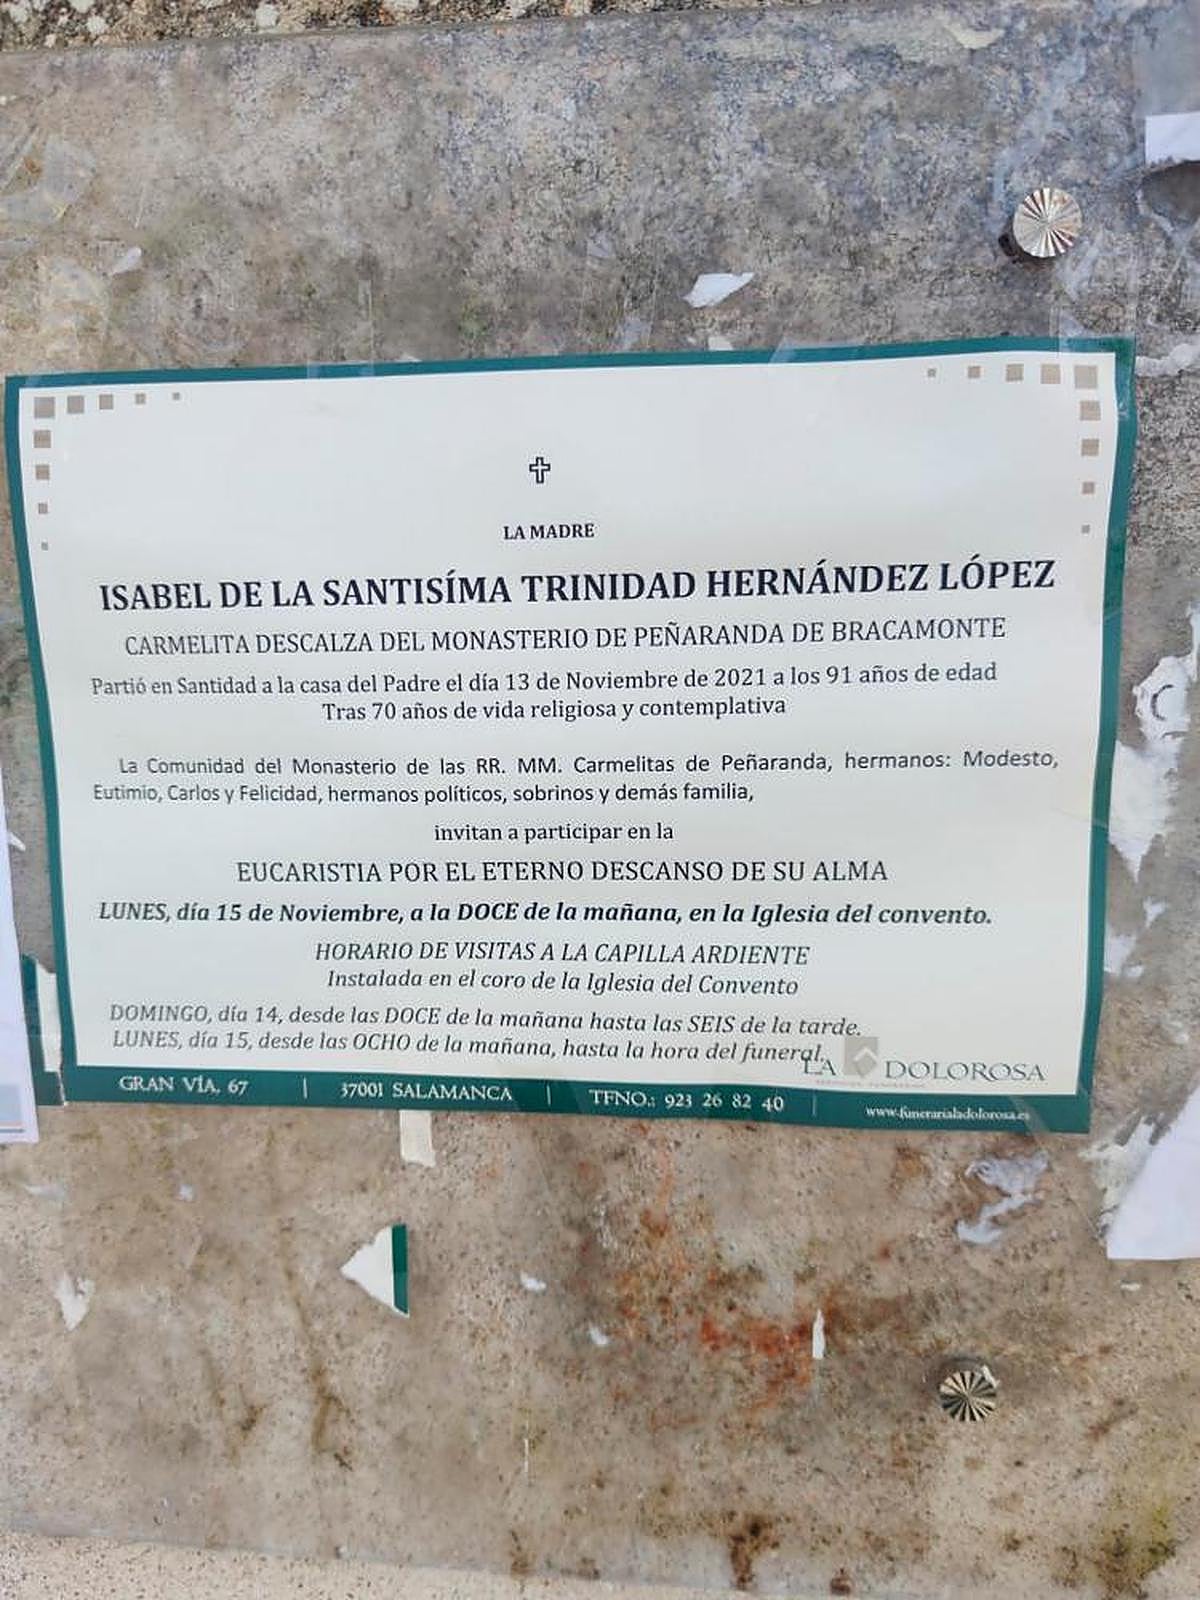 LA MADRE
ISABEL DE LA SANTISÍMA TRINIDAD HERNÁNDEZ LÓPEZ
CARMELITA DESCALZA DEL MONASTERIO DE PEÑARANDA DE BRACAMONTE
Partió en Santidad a la casa del Padre el día 13 de Noviembre de 2021 a los 91 años de edad
Tras 70 años de vida religiosa y contemplativa
La Comunidad del Monasterio de las RR. MM. Carmelitas de Peñaranda, hermanos: Modesto,
Eutimio, Carlos y Felicidad, hermanos políticos, sobrinos y demás familia,
invitan a participar en la
EUCARISTIA POR EL ETERNO DESCANSO DE SU ALMA
LUNES, día 15 de Noviembre, a la DOCE de la mañana, en la Iglesia del convento.
HORARIO DE VISITAS A LA CAPILLA ARDIENTE
Instalada en el coro de la Iglesia del Convento
DOMINGO, día 14, desde las DOCE de la mañana hasta las SEIS de la tarde.
LUNES, día 15, desde las OCHO de la mañana, hasta la hora del funeral.
LA DOLOROSA
GRAN VÍA, 67 | 37001 SALAMANCA | TFNO.: 923 26 82 40 | www.funerarialadolorosa.es